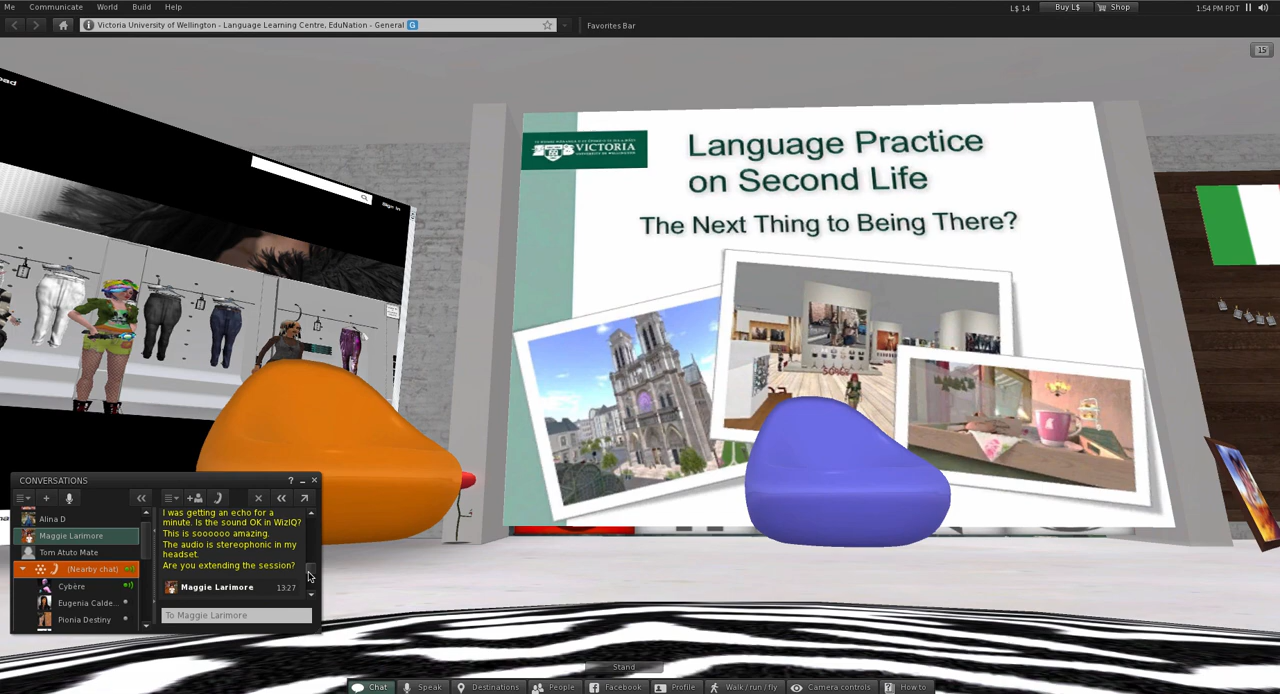 Me Communicate World Build Help
L$ 14 Buy L$ Shop 1:54 PM PDT
Victoria University of Wellington - Language Learning Centre, EduNation - General G
Favorites Bar
15
Sign In
VICTORIA
Language Practice
on Second Life
The Next Thing to Being There?
CONVERSATIONS
? _ ×
Alina D
Maggie Larimore
Tom Atuto Mate
(Nearby chat)
Cybère
Eugenia Calde...
Pionia Destiny
I was getting an echo for a
minute. Is the sound OK in WizIQ?
This is soooooo amazing.
The audio is stereophonic in my
headset.
Are you extending the session?
Maggie Larimore 13:27
To Maggie Larimore
Stand
Chat Speak Destinations People Facebook Profile Walk / run / fly Camera controls How to